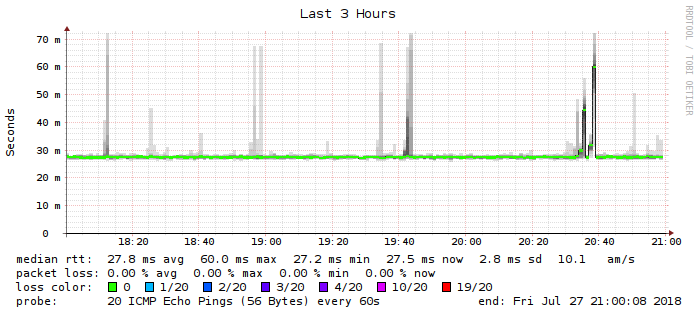 Last 3 Hours
RRDTOOL / TOBI OETIKER
Seconds
70 m
60 m
50 m
40 m
30 m
20 m
10 m
0
18:20 18:40 19:00 19:20 19:40 20:00 20:20 20:40 21:00
median rtt: 27.8 ms avg 60.0 ms max 27.2 ms min 27.5 ms now 2.8 ms sd 10.1 am/s
packet loss: 0.00 % avg 0.00 % max 0.00 % min 0.00 % now
loss color: 0 1/20 2/20 3/20 4/20 10/20 19/20
probe: 20 ICMP Echo Pings (56 Bytes) every 60s end: Fri Jul 27 21:00:08 2018